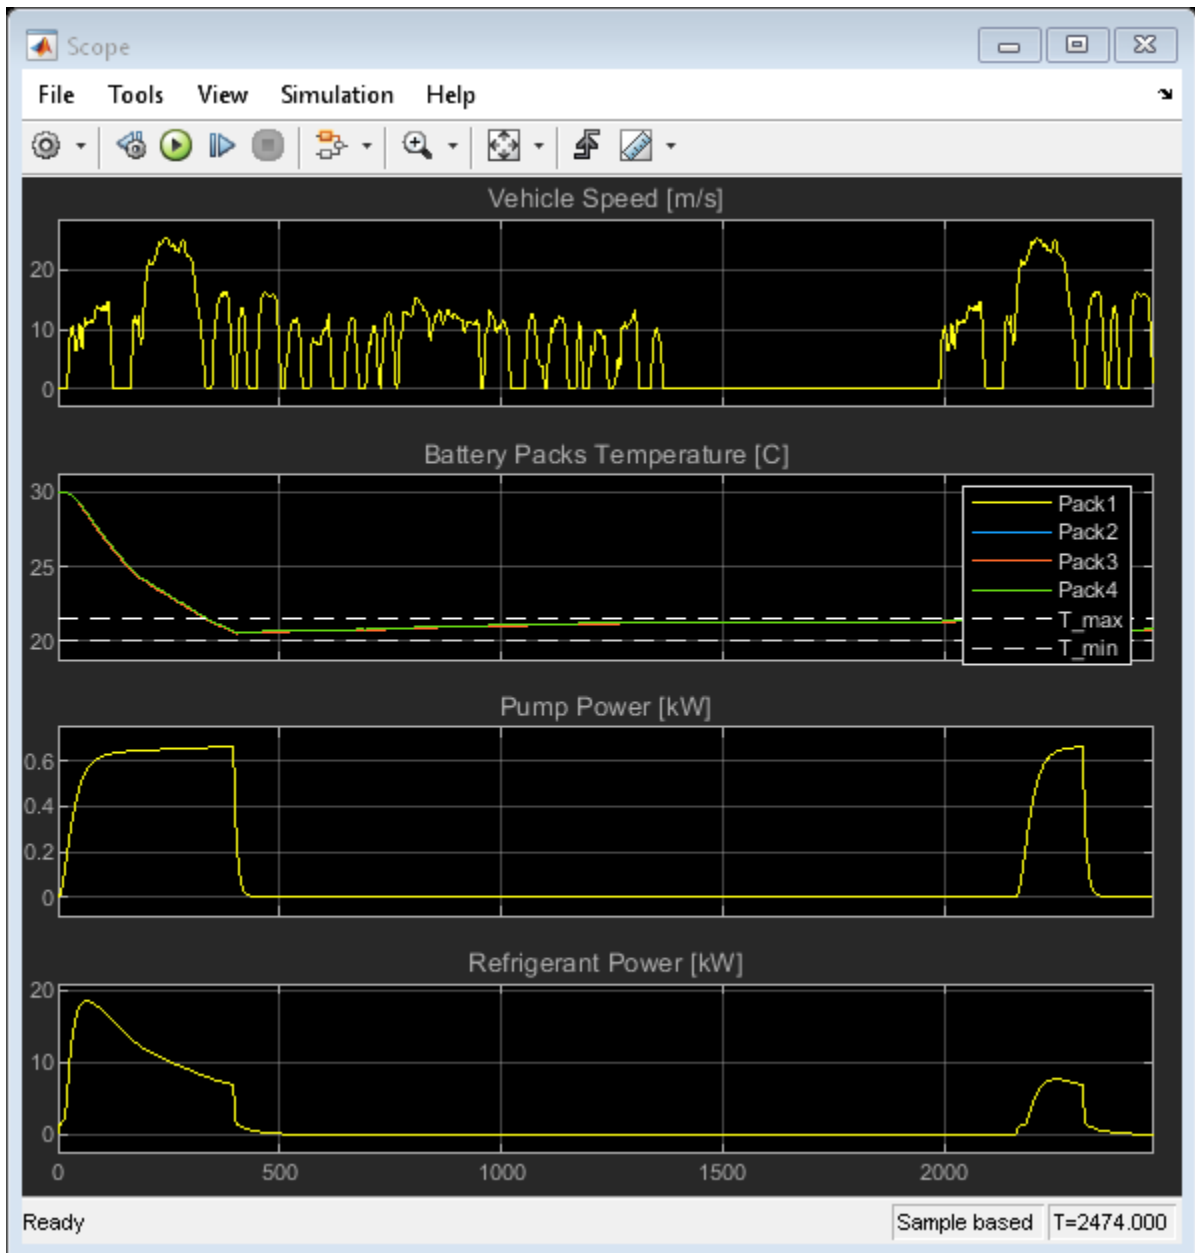 Scope
File Tools View Simulation Help
Vehicle Speed [m/s]
20
10
0
Battery Packs Temperature [C]
30
25
20
Pack1
Pack2
Pack3
Pack4
T_max
T_min
Pump Power [kW]
0.6
0.4
0.2
0
Refrigerant Power [kW]
20
10
0
0 500 1000 1500 2000
Ready Sample based T=2474.000